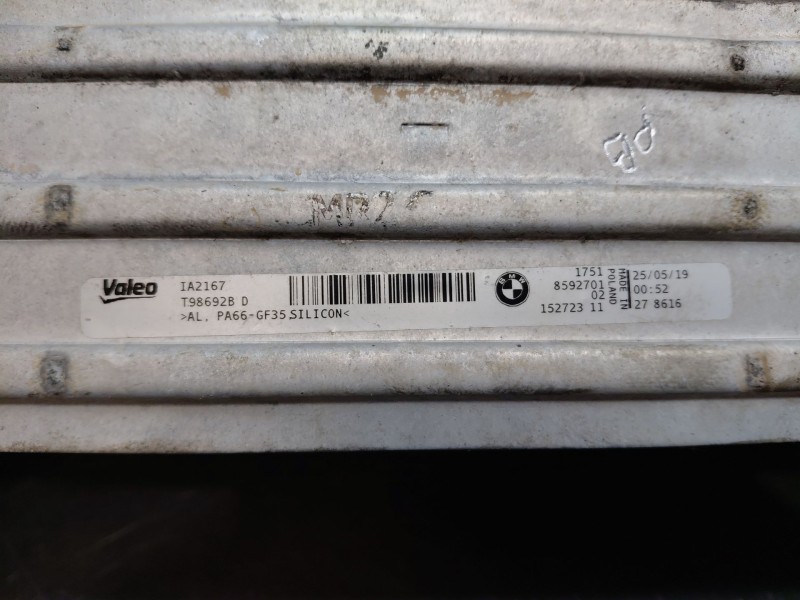 Valeo
IA2167
T98692B D
>AL. PA66-GF35 SILICON<
BMW
1751
8592701
02
152723 11
MADE IN
POLAND
25/05/19
00:52
27 8616